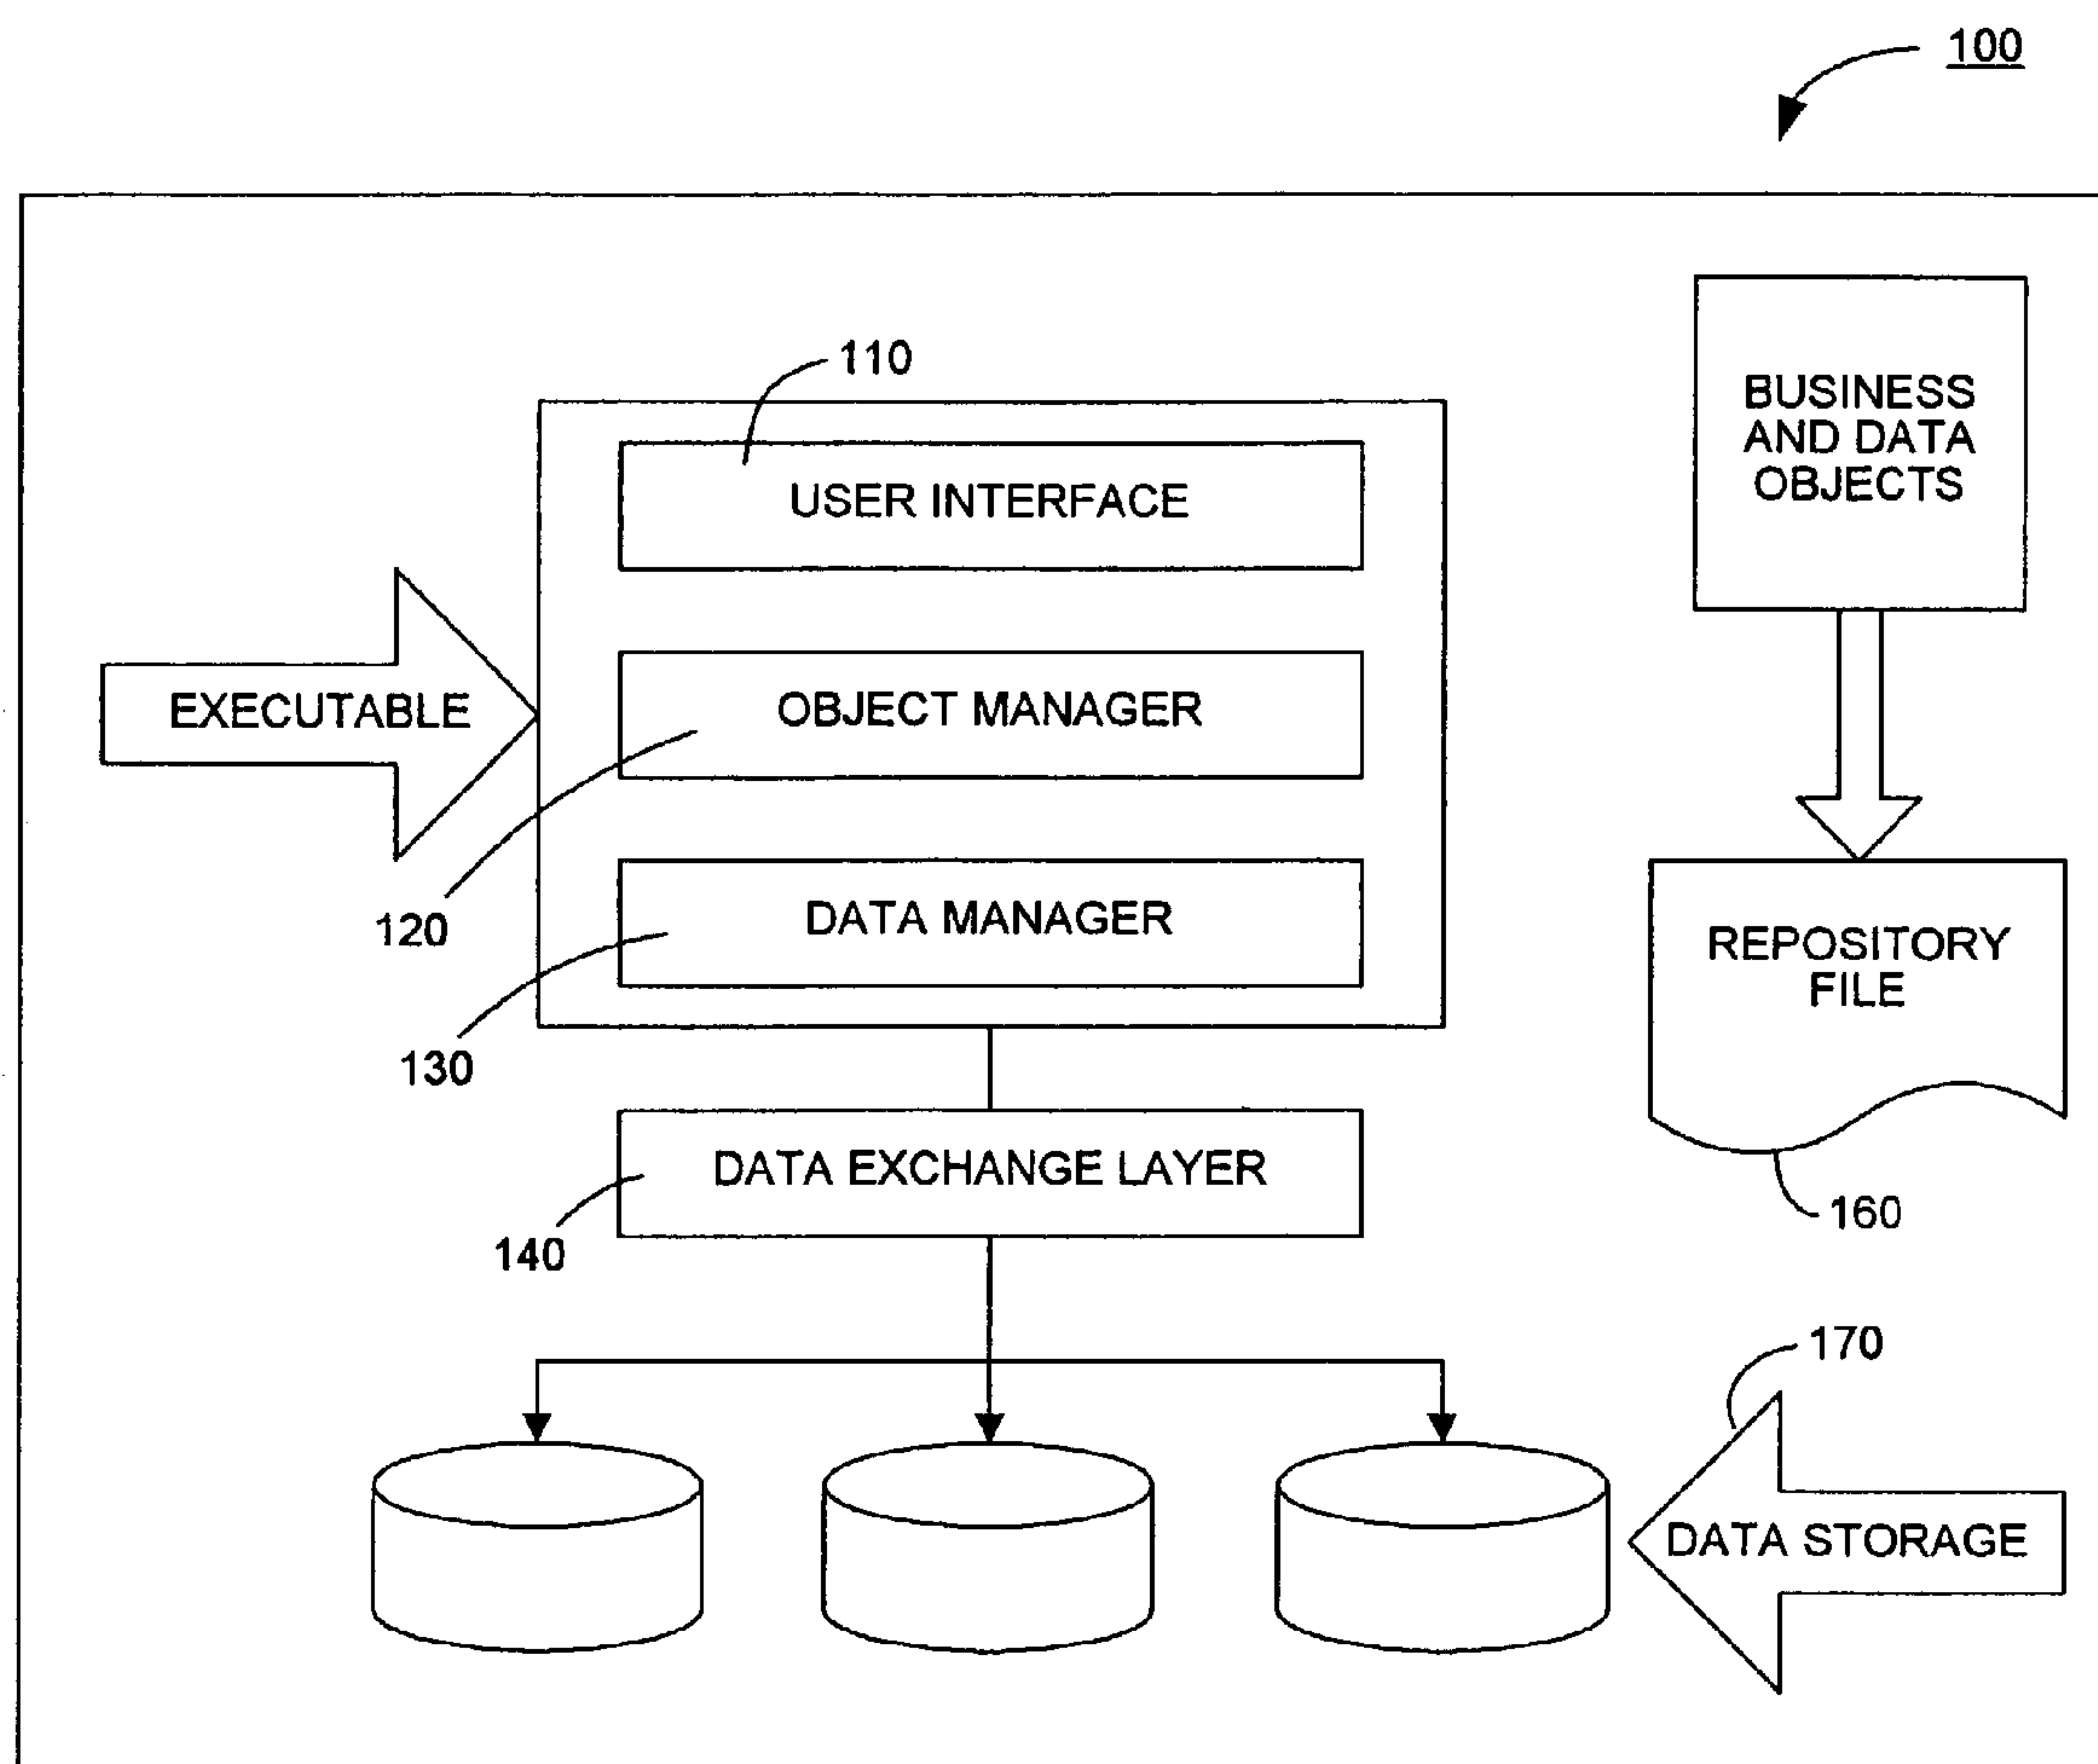 100
110
BUSINESS
AND DATA
OBJECTS
USER INTERFACE
EXECUTABLE
OBJECT MANAGER
120
DATA MANAGER
REPOSITORY
FILE
130
DATA EXCHANGE LAYER
160
140
170
DATA STORAGE